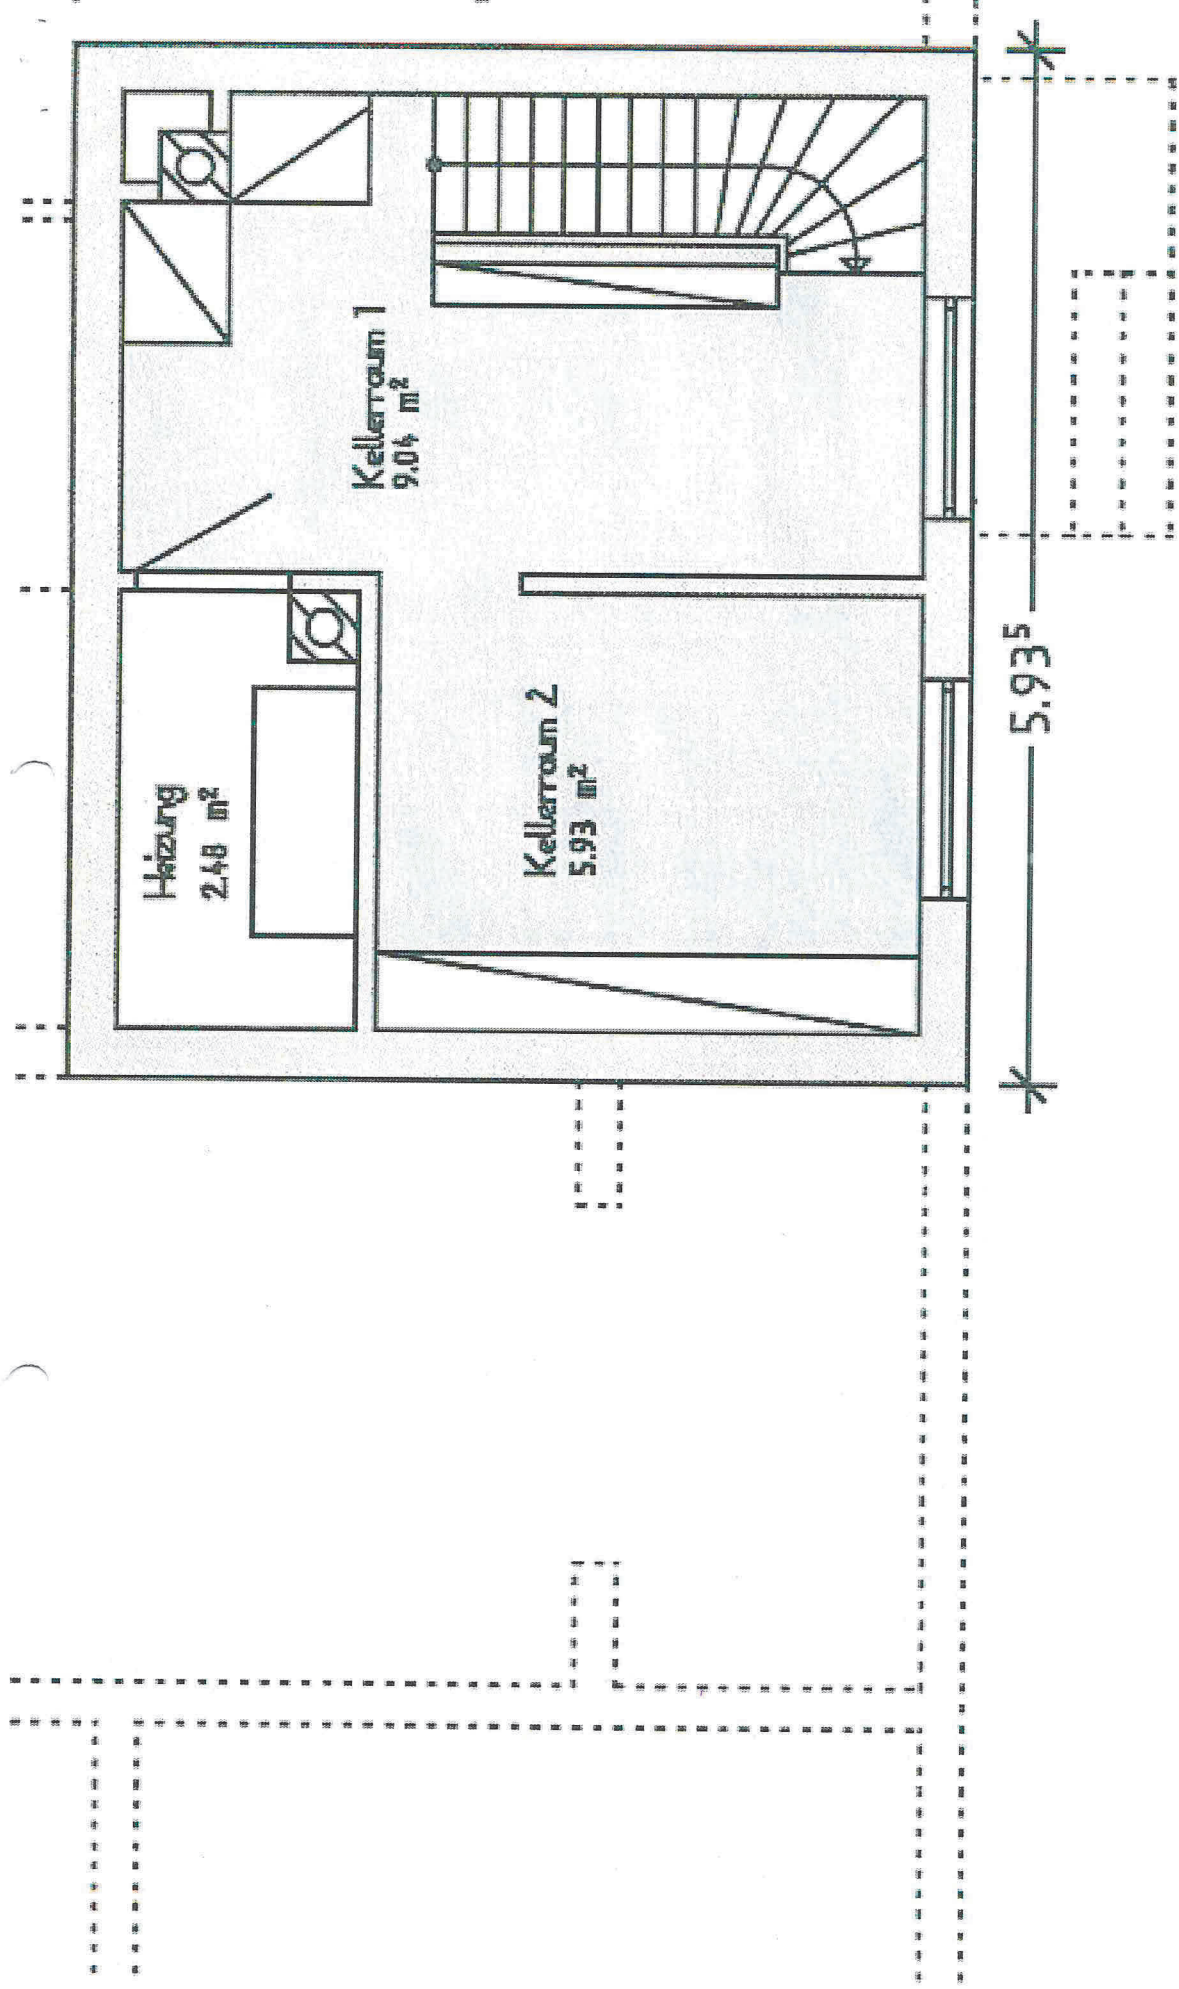 Kellerraum 1
9.04 m²
Heizung
2.48 m²
Kellerraum 2
5.93 m²
5.93⁵